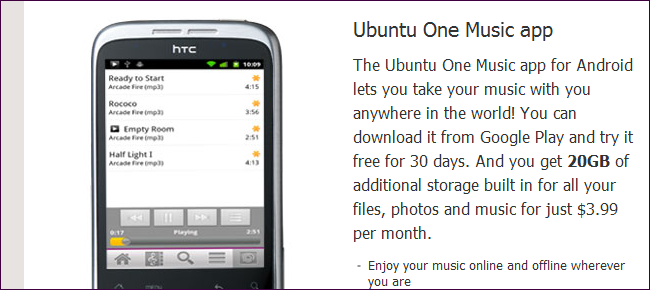 hTC
10:09
Ready to Start
Arcade Fire (mp3) 4:15
Rococo
Arcade Fire (mp3) 3:56
Empty Room
Arcade Fire (mp3) 2:51
Half Light I
Arcade Fire (mp3) 4:13
0:17 Playing 2:51
MENU
Ubuntu One Music app
The Ubuntu One Music app for Android
lets you take your music with you
anywhere in the world! You can
download it from Google Play and try it
free for 30 days. And you get 20GB of
additional storage built in for all your
files, photos and music for just $3.99
per month.
- Enjoy your music online and offline wherever
you are